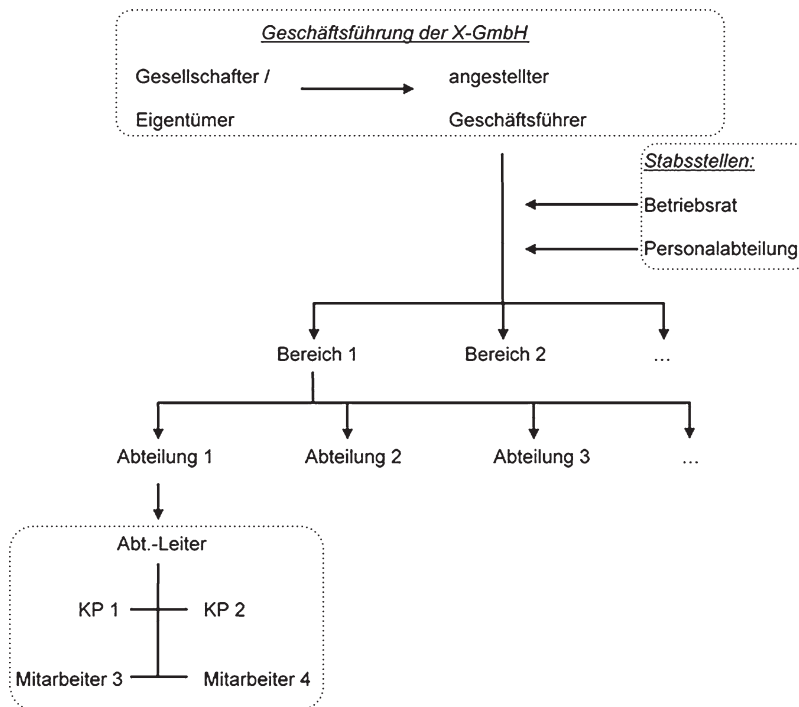 Geschäftsführung der X-GmbH
Gesellschafter / angestellter
Eigentümer Geschäftsführer
Stabsstellen:
Betriebsrat
Personalabteilung
Bereich 1 Bereich 2 ...
Abteilung 1 Abteilung 2 Abteilung 3 ...
Abt.-Leiter
KP 1 KP 2
Mitarbeiter 3 Mitarbeiter 4